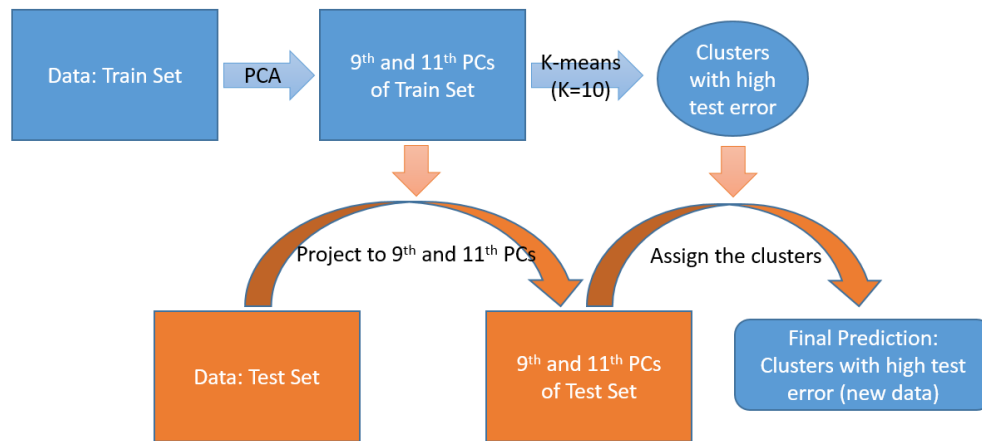 Data: Train Set
PCA
9th and 11th PCs
of Train Set
K-means
(K=10)
Clusters
with high
test error
Project to 9th and 11th PCs
Assign the clusters
Data: Test Set
9th and 11th PCs
of Test Set
Final Prediction:
Clusters with high test
error (new data)